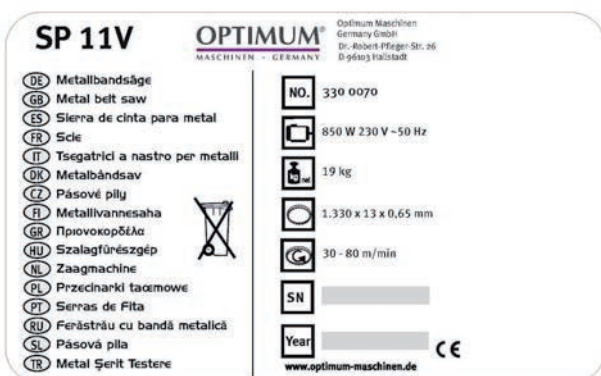 SP 11V
OPTIMUM®
MASCHINEN - GERMANY
Optimum Maschinen
Germany GmbH
Dr.-Robert-Pfleger-Str. 26
D-96103 Hallstadt
DE Metallbandsäge
GB Metal belt saw
ES Sierra de cinta para metal
FR Scie
IT Tsegatrici a nastro per metalli
DK Metalbåndsav
CZ Pásové pily
FI Metallivannesaha
GR Πριονοκορδέλα
HU Szalagfűrészgép
NL Zaagmachine
PL Przecinarki taśmowe
PT Serras de Fita
RU Ferăstrău cu bandă metalică
SL Pásová pila
TR Metal Şerit Testere
NO. 330 0070
850 W 230 V ~50 Hz
19 kg
1.330 x 13 x 0,65 mm
30 - 80 m/min
SN
Year
CE
www.optimum-maschinen.de